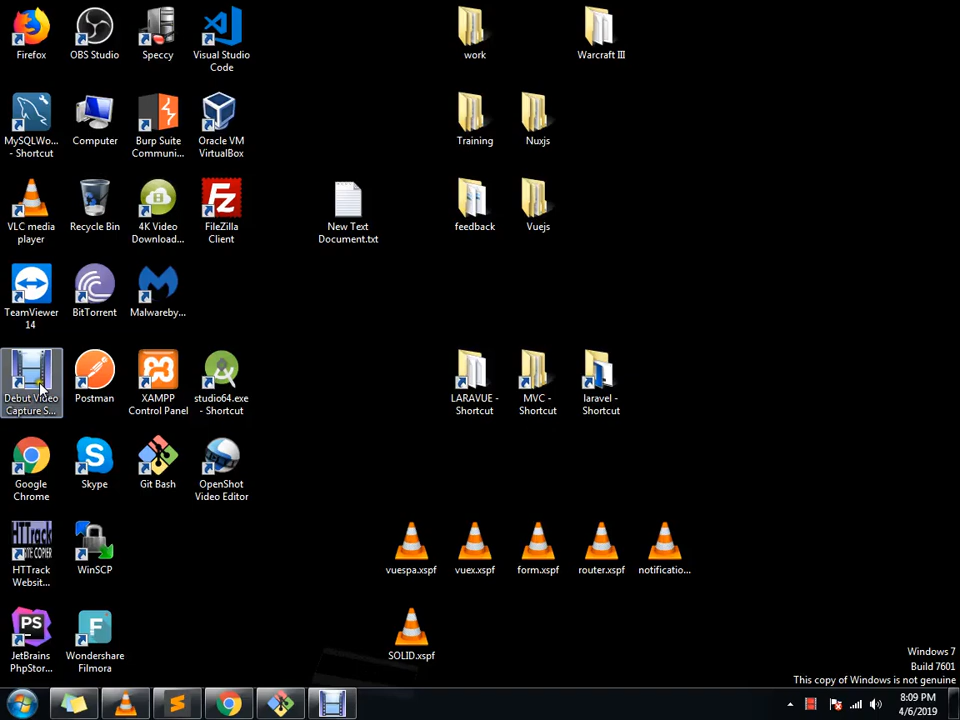 Firefox
OBS Studio
Speccy
Visual Studio
Code
work
Warcraft III
MySQLWo...
- Shortcut
Computer
Burp Suite
Communi...
Oracle VM
VirtualBox
Training
Nuxjs
VLC media
player
Recycle Bin
4K Video
Download...
FileZilla
Client
New Text
Document.txt
feedback
Vuejs
TeamViewer
14
BitTorrent
Malwareby...
Debut Video
Capture S...
Postman
XAMPP
Control Panel
studio64.exe
- Shortcut
LARAVUE -
Shortcut
MVC -
Shortcut
laravel -
Shortcut
Google
Chrome
Skype
Git Bash
OpenShot
Video Editor
HTTrack
SITE COPIER
HTTrack
Websit...
WinSCP
vuespa.xspf
vuex.xspf
form.xspf
router.xspf
notificatio...
PS
JetBrains
PhpStor...
F
Wondershare
Filmora
SOLID.xspf
Windows 7
Build 7601
This copy of Windows is not genuine
8:09 PM
4/6/2019